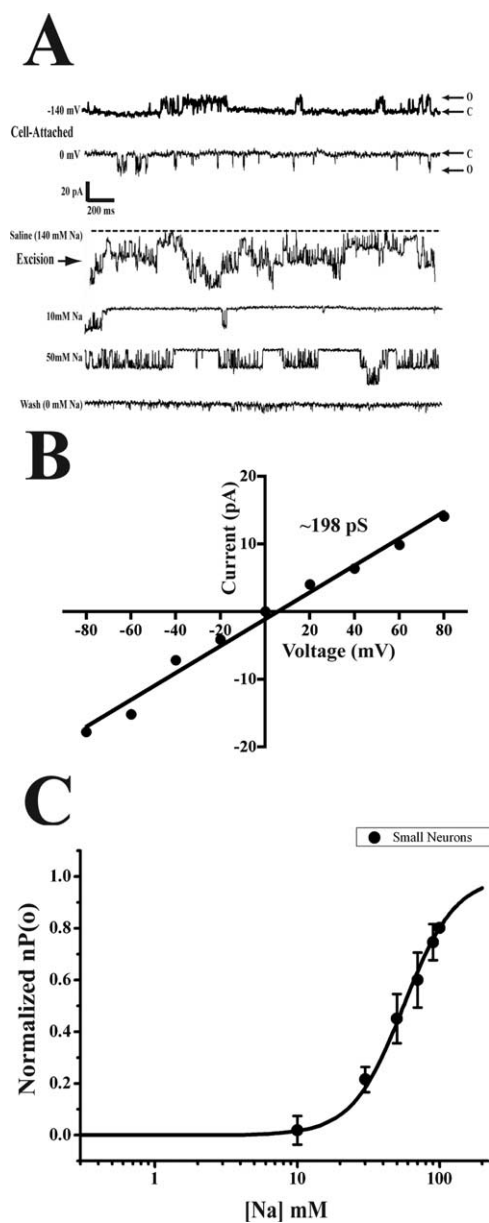 A
-140 mV
O
C
Cell-Attached
0 mV
C
O
20 pA
200 ms
Saline (140 mM Na)
Excision
10mM Na
50mM Na
Wash (0 mM Na)
B
20
Current (pA)
~198 pS
10
-80 -60 -40 -20 20 40 60 80
Voltage (mV)
-10
-20
C
Small Neurons
1.0
0.8
0.6
0.4
0.2
0.0
Normalized nP(o)
1 10 100
[Na] mM